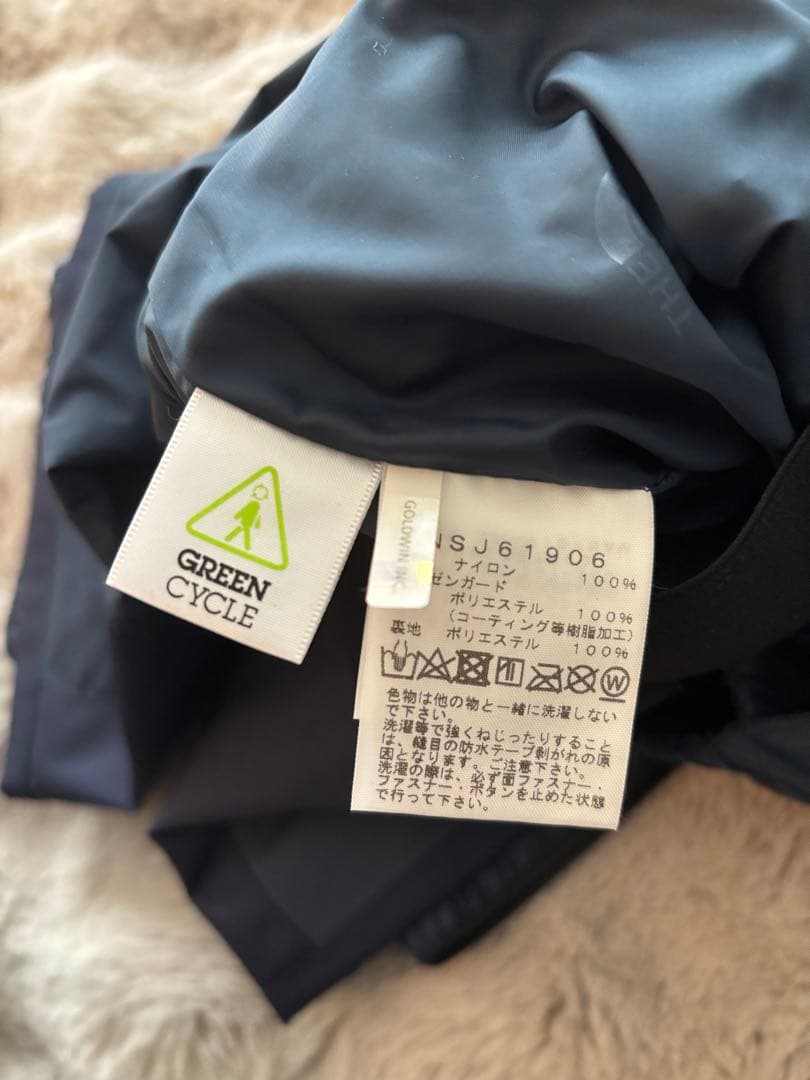 THE
GREEN
CYCLE
GOLDWIN INC.
NSJ61906
ナイロン 100%
ゼンガード
ポリエステル 100%
(コーティング等樹脂加工)
裏地 ポリエステル 100%
W
色物は他の物と一緒に洗濯しない
で下さい。
洗濯等で強くねじったりすること
は、縫目の防水テープ剥がれの原
因となります。ご注意下さい。
洗濯の際は、必ず面ファスナー・
ファスナー・ボタンを止めた状態
で行って下さい。